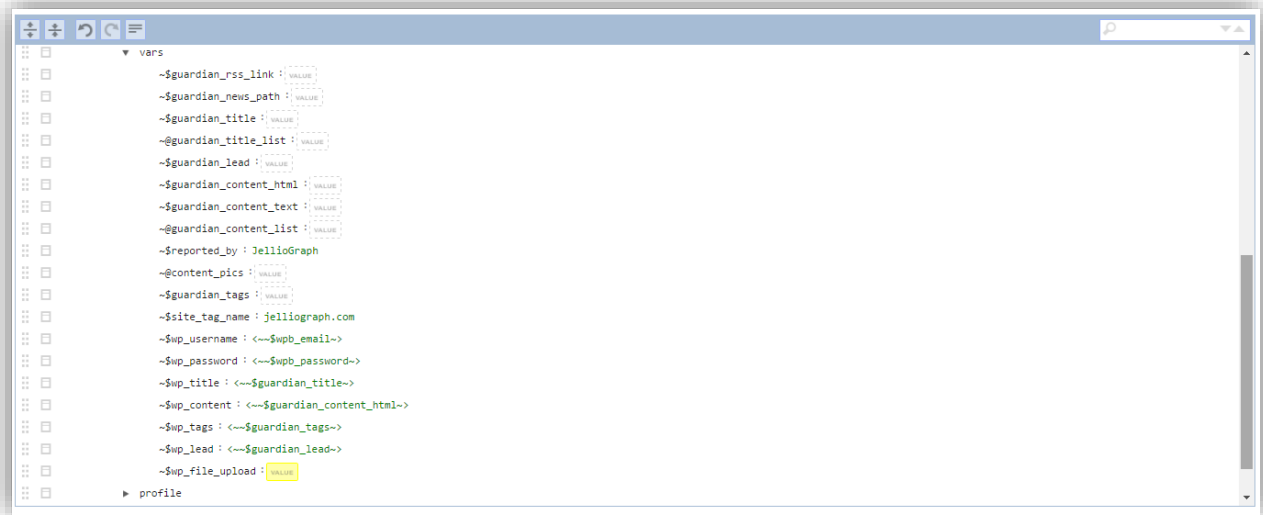 vars
~$guardian_rss_link : VALUE
~$guardian_news_path : VALUE
~$guardian_title : VALUE
~@guardian_title_list : VALUE
~$guardian_lead : VALUE
~$guardian_content_html : VALUE
~$guardian_content_text : VALUE
~@guardian_content_list : VALUE
~$reported_by : JellioGraph
~@content_pics : VALUE
~$guardian_tags : VALUE
~$site_tag_name : jelliograph.com
~$wp_username : <~~$wpb_email~>
~$wp_password : <~~$wpb_password~>
~$wp_title : <~~$guardian_title~>
~$wp_content : <~~$guardian_content_html~>
~$wp_tags : <~~$guardian_tags~>
~$wp_lead : <~~$guardian_lead~>
~$wp_file_upload : VALUE
profile